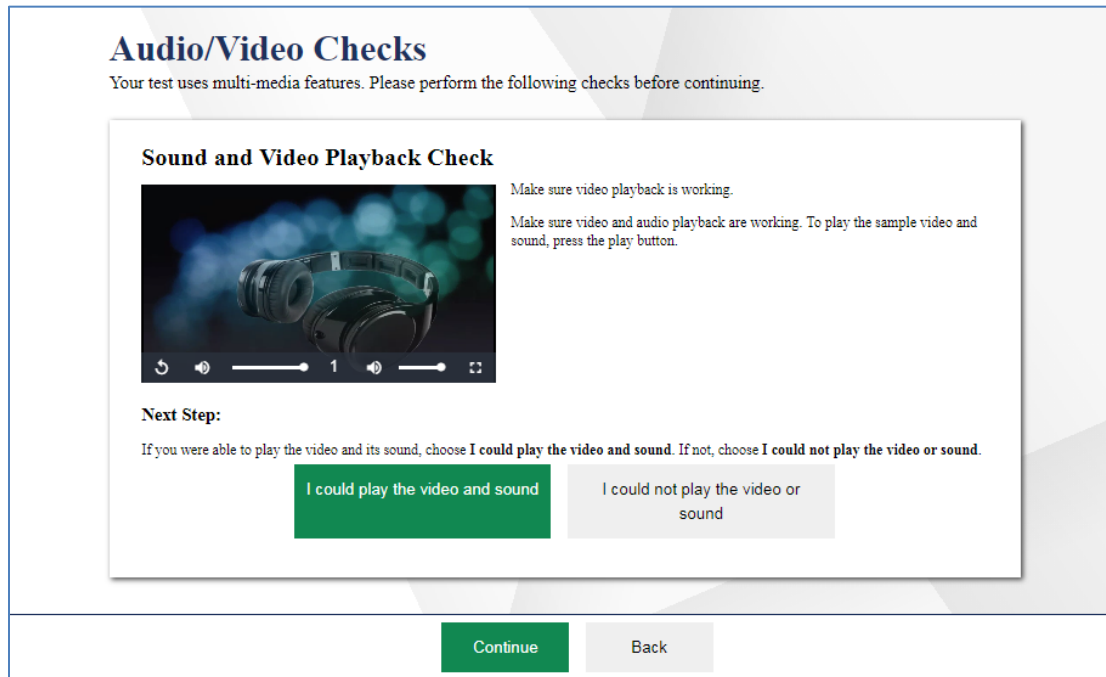 Audio/Video Checks
Your test uses multi-media features. Please perform the following checks before continuing.
Sound and Video Playback Check
Make sure video playback is working.
Make sure video and audio playback are working. To play the sample video and
sound, press the play button.
1
Next Step:
If you were able to play the video and its sound, choose I could play the video and sound. If not, choose I could not play the video or sound.
I could play the video and sound
I could not play the video or
sound
Continue
Back